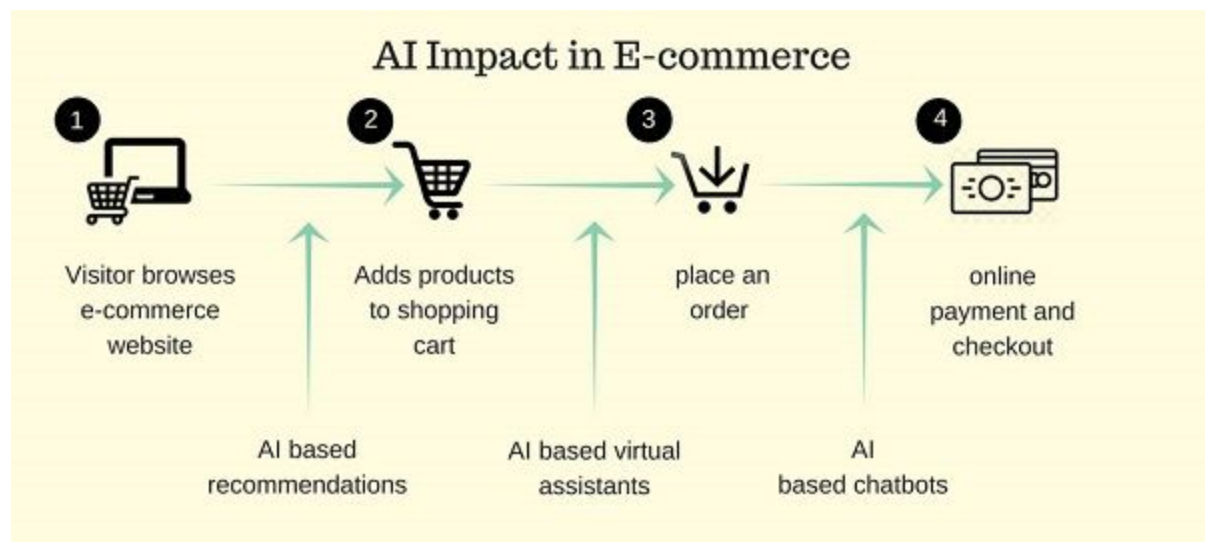 AI Impact in E-commerce
1
2
3
4
Visitor browses
e-commerce
website
Adds products
to shopping
cart
place an
order
online
payment and
checkout
AI based
recommendations
AI based virtual
assistants
AI
based chatbots